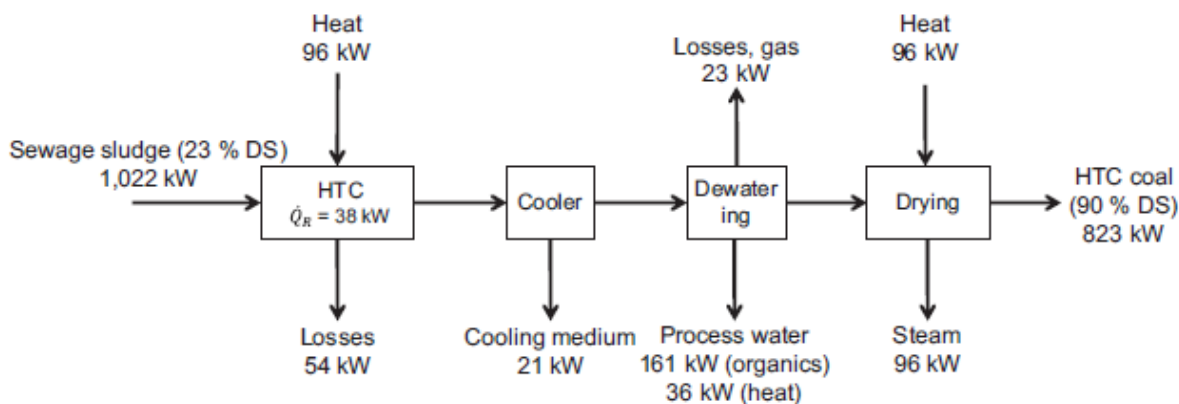 Heat
96 kW
Losses, gas
23 kW
Heat
96 kW
Sewage sludge (23 % DS)
1,022 kW
HTC
Q̇_R = 38 kW
Cooler
Dewater
ing
Drying
HTC coal
(90 % DS)
823 kW
Losses
54 kW
Cooling medium
21 kW
Process water
161 kW (organics)
36 kW (heat)
Steam
96 kW